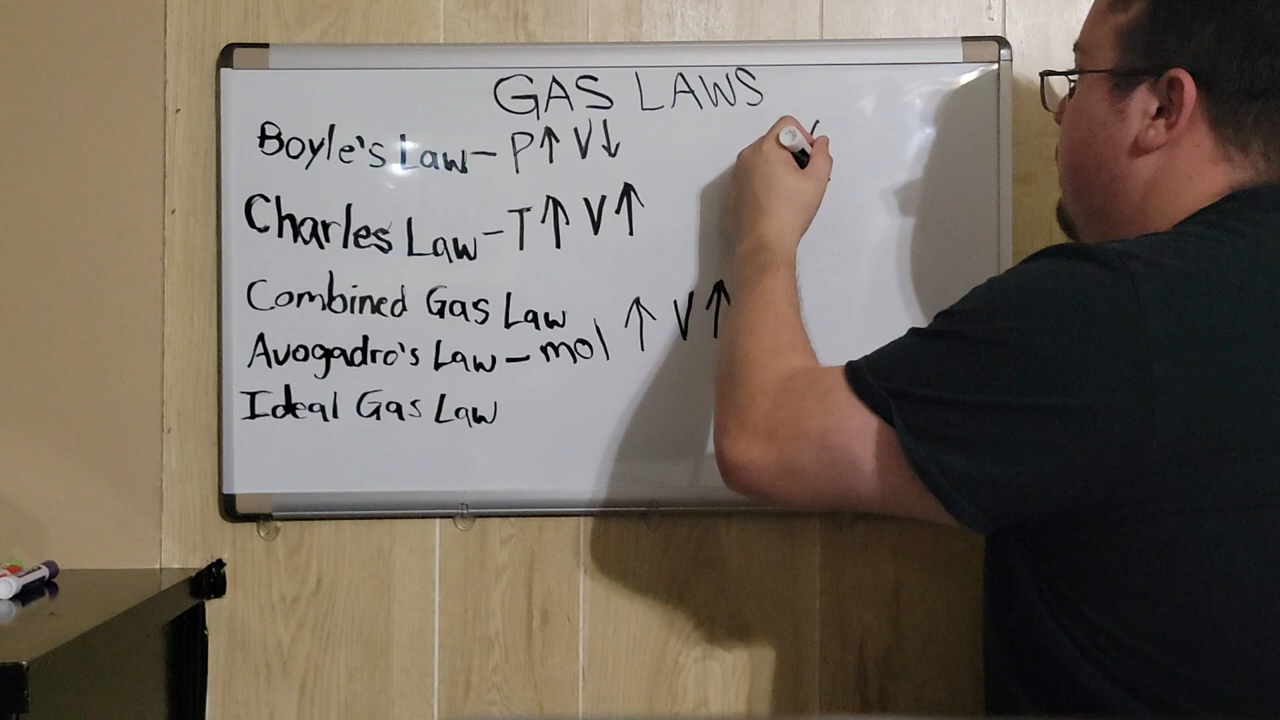 GAS LAWS
Boyle's Law - P↑ V↓
Charles Law - T↑ V↑
Combined Gas Law
Avogadro's Law - mol ↑ V↑
Ideal Gas Law